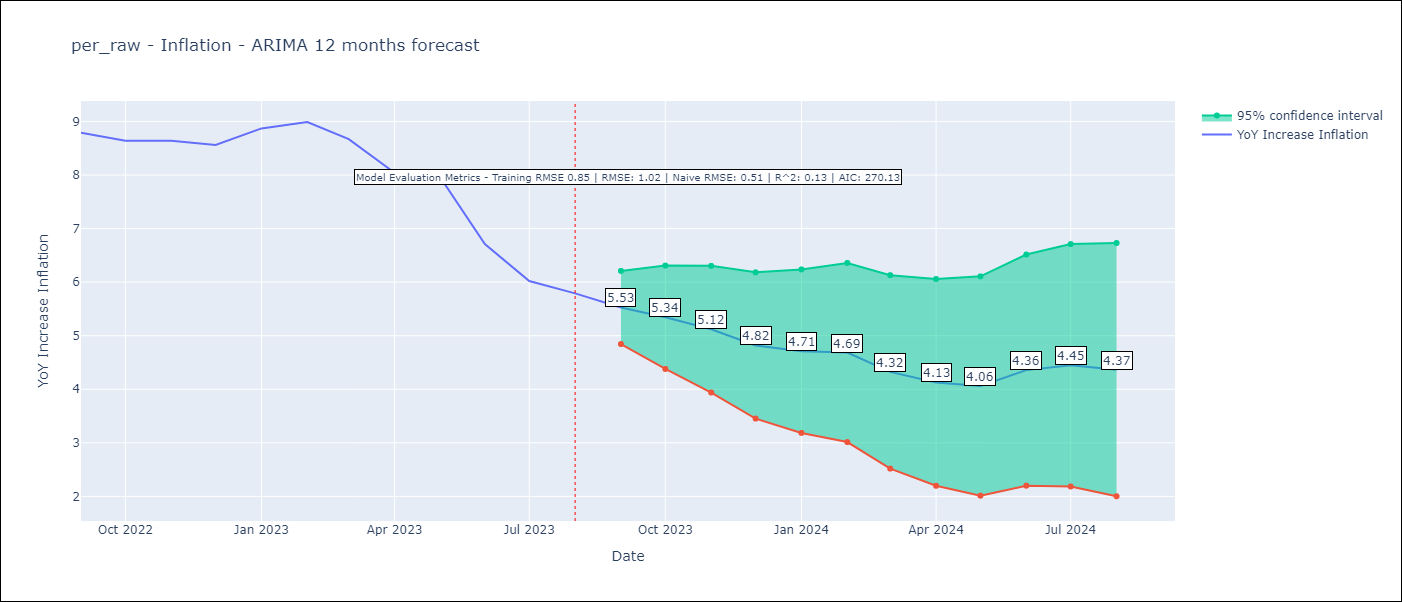 per_raw - Inflation - ARIMA 12 months forecast
95% confidence interval
YoY Increase Inflation
Model Evaluation Metrics - Training RMSE 0.85 | RMSE: 1.02 | Naive RMSE: 0.51 | R^2: 0.13 | AIC: 270.13
YoY Increase Inflation
9
8
7
6
5
4
3
2
5.53
5.34
5.12
4.82
4.71
4.69
4.32
4.13
4.06
4.36
4.45
4.37
Oct 2022
Jan 2023
Apr 2023
Jul 2023
Oct 2023
Jan 2024
Apr 2024
Jul 2024
Date